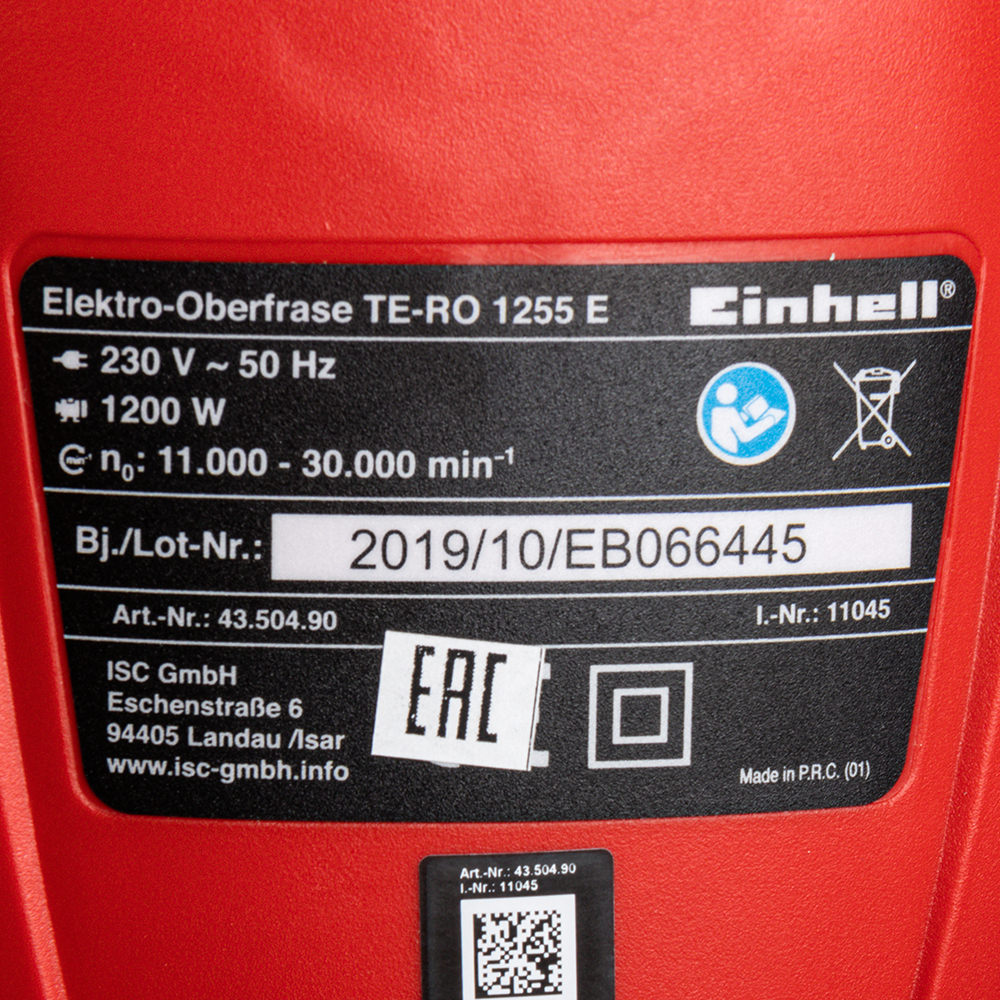 Elektro-Oberfrase TE-RO 1255 E
Einhell®
230 V ~ 50 Hz
1200 W
n₀: 11.000 - 30.000 min⁻¹
Bj./Lot-Nr.: 2019/10/EB066445
Art.-Nr.: 43.504.90
I.-Nr.: 11045
ISC GmbH
Eschenstraße 6
94405 Landau /Isar
www.isc-gmbh.info
EAC
Made in P.R.C. (01)
Art.-Nr.: 43.504.90
I.-Nr.: 11045